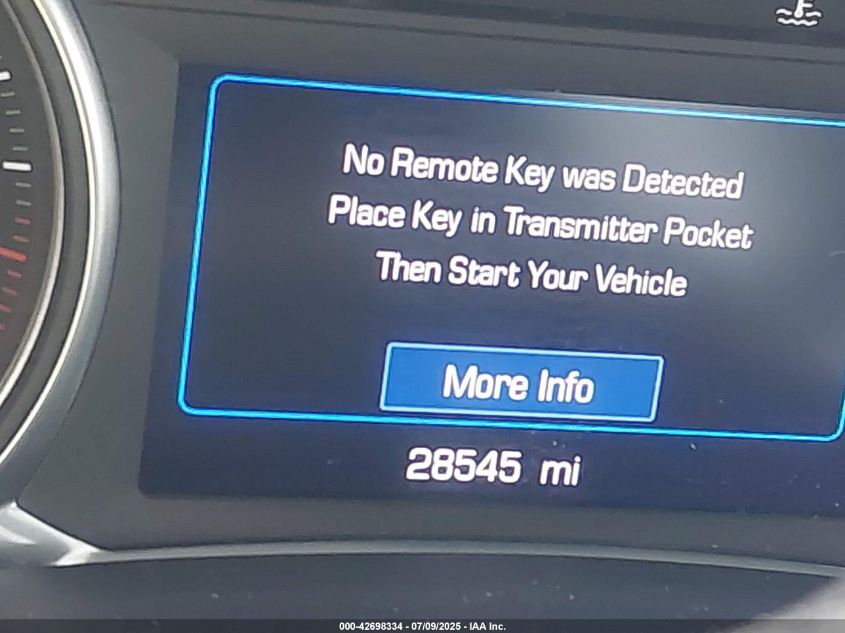 No Remote Key was Detected
Place Key in Transmitter Pocket
Then Start Your Vehicle
More Info
28545 mi
000-42698334 - 07/09/2025 - IAA Inc.